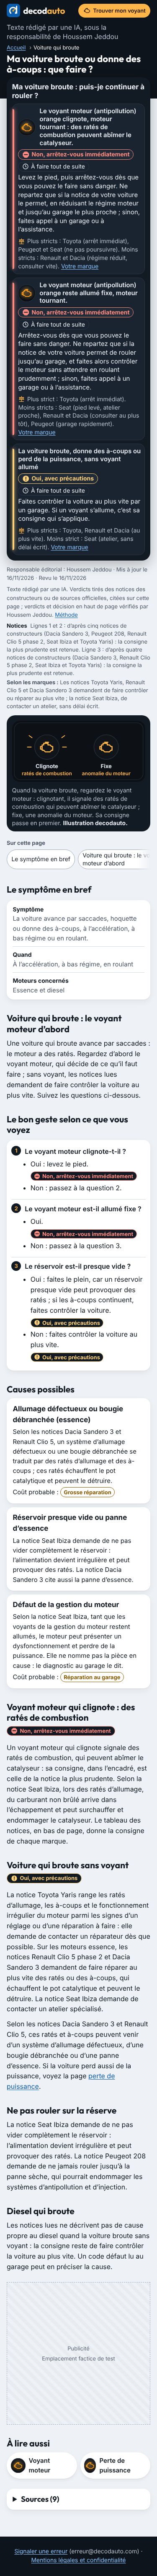 decodauto
Trouver mon voyant
Texte rédigé par une IA, sous la
responsabilité de Houssem Jeddou
Accueil › Voiture qui broute
Ma voiture broute ou donne des
à-coups : que faire ?
Ma voiture broute : puis-je continuer à
rouler ?
Le voyant moteur (antipollution)
orange clignote, moteur
tournant : des ratés de
combustion peuvent abîmer le
catalyseur.
Non, arrêtez-vous immédiatement
À faire tout de suite
Levez le pied, arrêtez-vous dès que
vous pouvez le faire sans danger. Ne
repartez que si la notice de votre voiture
le permet, en roulant à régime modéré
et jusqu'au garage le plus proche ; sinon,
faites appel à un garage ou à
l'assistance.
Plus stricts : Toyota (arrêt immédiat),
Peugeot et Seat (ne pas poursuivre). Moins
stricts : Renault et Dacia (régime réduit,
consulter vite). Votre marque
Le voyant moteur (antipollution)
orange reste allumé fixe, moteur
tournant.
Non, arrêtez-vous immédiatement
À faire tout de suite
Arrêtez-vous dès que vous pouvez le
faire sans danger. Ne repartez que si la
notice de votre voiture le permet de
rouler jusqu'au garage, et faites contrôler
votre moteur sans attendre en roulant
prudemment ; sinon, faites appel à un
garage ou à l'assistance.
Plus strict : Toyota (arrêt immédiat).
Moins stricts : Seat (pied levé, atelier
proche), Renault et Dacia (consulter au plus
tôt), Peugeot (garage rapidement).
Votre marque
La voiture broute, donne des à-coups ou
perd de la puissance, sans voyant
allumé
Oui, avec précautions
À faire tout de suite
Faites contrôler la voiture au plus vite par
un garage. Si un voyant s'allume, c'est sa
consigne qui s'applique.
Plus stricts : Toyota, Renault et Dacia (au
plus vite). Moins strict : Seat (atelier, sans
délai écrit). Votre marque
Responsable éditorial : Houssem Jeddou · Mis à jour le
16/11/2026 · Revu le 16/11/2026
Texte rédigé par une IA. Verdicts tirés des notices des
constructeurs ou de sources officielles, citées sur cette
page ; verdicts et details en haut de page vérifiés par
Houssem Jeddou. Méthode
Notices Lignes 1 et 2 : d'après cinq notices de
constructeurs (Dacia Sandero 3, Peugeot 208, Renault
Clio 5 phase 2, Seat Ibiza et Toyota Yaris) : la consigne
la plus prudente est retenue. Ligne 3 : d'après quatre
notices de constructeurs (Dacia Sandero 3, Renault Clio
5 phase 2, Seat Ibiza et Toyota Yaris) : la consigne la
plus prudente est retenue.
Selon les marques : Les notices Toyota Yaris, Renault
Clio 5 et Dacia Sandero 3 demandent de faire contrôler
au plus vite ; la notice Seat Ibiza, de
contacter un atelier, sans délai écrit.
Clignote
ratés de combustion
Fixe
anomalie du moteur
Quand la voiture broute, regardez le voyant
moteur : clignotant, il signale des ratés de
combustion qui peuvent abîmer le catalyseur ;
fixe, une anomalie du moteur. Sa consigne
passe en premier. Illustration decodauto.
Sur cette page
Le symptôme en bref
Voiture qui broute : le
moteur d'abord
Le symptôme en bref
Symptôme
La voiture avance par saccades, hoquette
ou donne des à-coups, à l'accélération, à
bas régime ou en roulant.
Quand
À l'accélération, à bas régime, en roulant
Moteurs concernés
Essence et diesel
Voiture qui broute : le voyant
moteur d'abord
Une voiture qui broute avance par saccades :
le moteur a des ratés. Regardez d'abord le
voyant moteur, qui décide de ce qu'il faut
faire ; sans voyant, les notices lues
demandent de faire contrôler la voiture au
plus vite. Suivez les questions ci-dessous.
Le bon geste selon ce que vous
voyez
1 Le voyant moteur clignote-t-il ?
Oui : levez le pied.
Non, arrêtez-vous immédiatement
Non : passez à la question 2.
2 Le voyant moteur est-il allumé fixe ?
Oui.
Non, arrêtez-vous immédiatement
Non : passez à la question 3.
3 Le réservoir est-il presque vide ?
Oui : faites le plein, car un réservoir
presque vide peut provoquer des
ratés ; si les à-coups continuent,
faites contrôler la voiture.
Oui, avec précautions
Non : faites contrôler la voiture au
plus vite.
Oui, avec précautions
Causes possibles
Allumage défectueux ou bougie
débranchée (essence)
Selon les notices Dacia Sandero 3 et
Renault Clio 5, un système d'allumage
défectueux ou une bougie débranchée se
traduit par des ratés d'allumage et des à-
coups ; ces ratés échauffent le pot
catalytique et peuvent le détruire.
Coût probable : Grosse réparation
Réservoir presque vide ou panne
d'essence
La notice Seat Ibiza demande de ne pas
vider complètement le réservoir :
l'alimentation devient irrégulière et peut
provoquer des ratés. La notice Dacia
Sandero 3 cite aussi la panne d'essence.
Défaut de la gestion du moteur
Selon la notice Seat Ibiza, tant que les
voyants de la gestion du moteur restent
allumés, le moteur peut présenter un
dysfonctionnement et perdre de la
puissance. Elle ne nomme pas la pièce en
cause : le diagnostic au garage le dit.
Coût probable : Réparation au garage
Voyant moteur qui clignote : des
ratés de combustion
Non, arrêtez-vous immédiatement
Un voyant moteur qui clignote signale des
ratés de combustion, qui peuvent abîmer le
catalyseur : sa consigne, dans l'encadré, est
celle de la notice la plus prudente. Selon la
notice Seat Ibiza, lors des ratés d'allumage,
du carburant non brûlé arrive dans
l'échappement et peut surchauffer et
endommager le catalyseur. Le tableau des
notices, en bas de page, donne la consigne
de chaque marque.
Voiture qui broute sans voyant
Oui, avec précautions
La notice Toyota Yaris range les ratés
d'allumage, les à-coups et le fonctionnement
irrégulier du moteur parmi les signes d'un
réglage ou d'une réparation à faire : elle
demande de contacter un réparateur dès que
possible. Sur les moteurs essence, les
notices Renault Clio 5 phase 2 et Dacia
Sandero 3 demandent de faire réparer au
plus vite des ratés ou des à-coups, qui
échauffent le pot catalytique et peuvent le
détruire. La notice Seat Ibiza demande de
contacter un atelier spécialisé.
Selon les notices Dacia Sandero 3 et Renault
Clio 5, ces ratés et à-coups peuvent venir
d'un système d'allumage défectueux, d'une
bougie débranchée ou d'une panne
d'essence. Si la voiture perd aussi de la
puissance, voyez la page perte de
puissance.
Ne pas rouler sur la réserve
La notice Seat Ibiza demande de ne pas
vider complètement le réservoir :
l'alimentation devient irrégulière et peut
provoquer des ratés. La notice Peugeot 208
demande de ne jamais rouler jusqu'à la
panne sèche, qui pourrait endommager les
systèmes d'antipollution et d'injection.
Diesel qui broute
Les notices lues ne décrivent pas de cause
propre au diesel quand la voiture broute sans
voyant : la consigne reste de faire contrôler
la voiture au plus vite. Un code défaut lu au
garage peut en préciser la cause.
Publicité
Emplacement factice de test
À lire aussi
Voyant
moteur
Perte de
puissance
Sources (9)
Signaler une erreur (erreur@decodauto.com) ·
Mentions légales et confidentialité